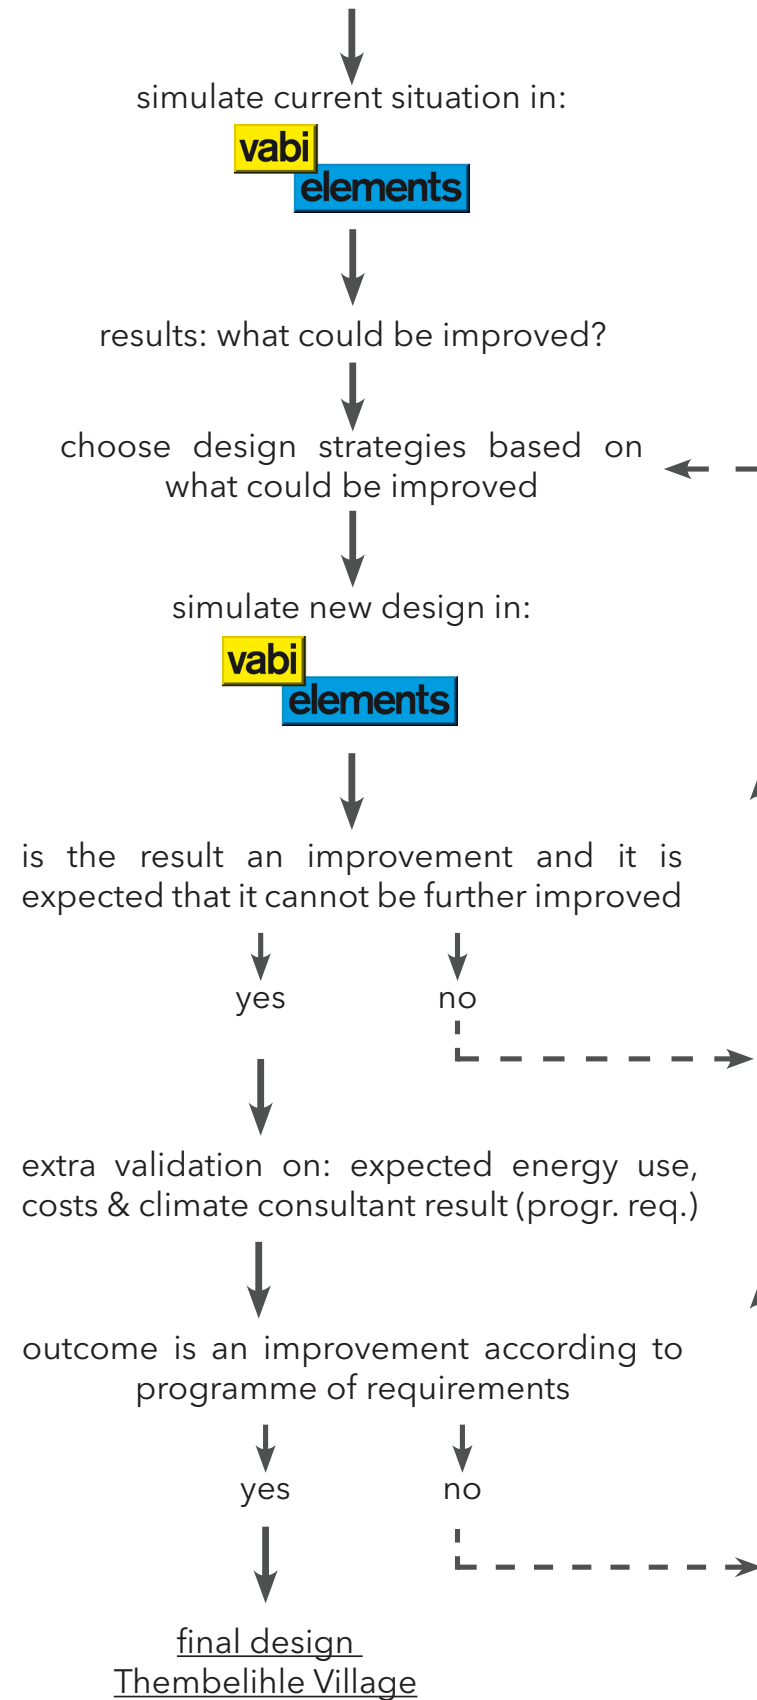 simulate current situation in:
vabi
elements
results: what could be improved?
choose design strategies based on
what could be improved
simulate new design in:
vabi
elements
is the result an improvement and it is
expected that it cannot be further improved
yes no
extra validation on: expected energy use,
costs & climate consultant result (progr. req.)
outcome is an improvement according to
programme of requirements
yes no
final design
Thembelihle Village